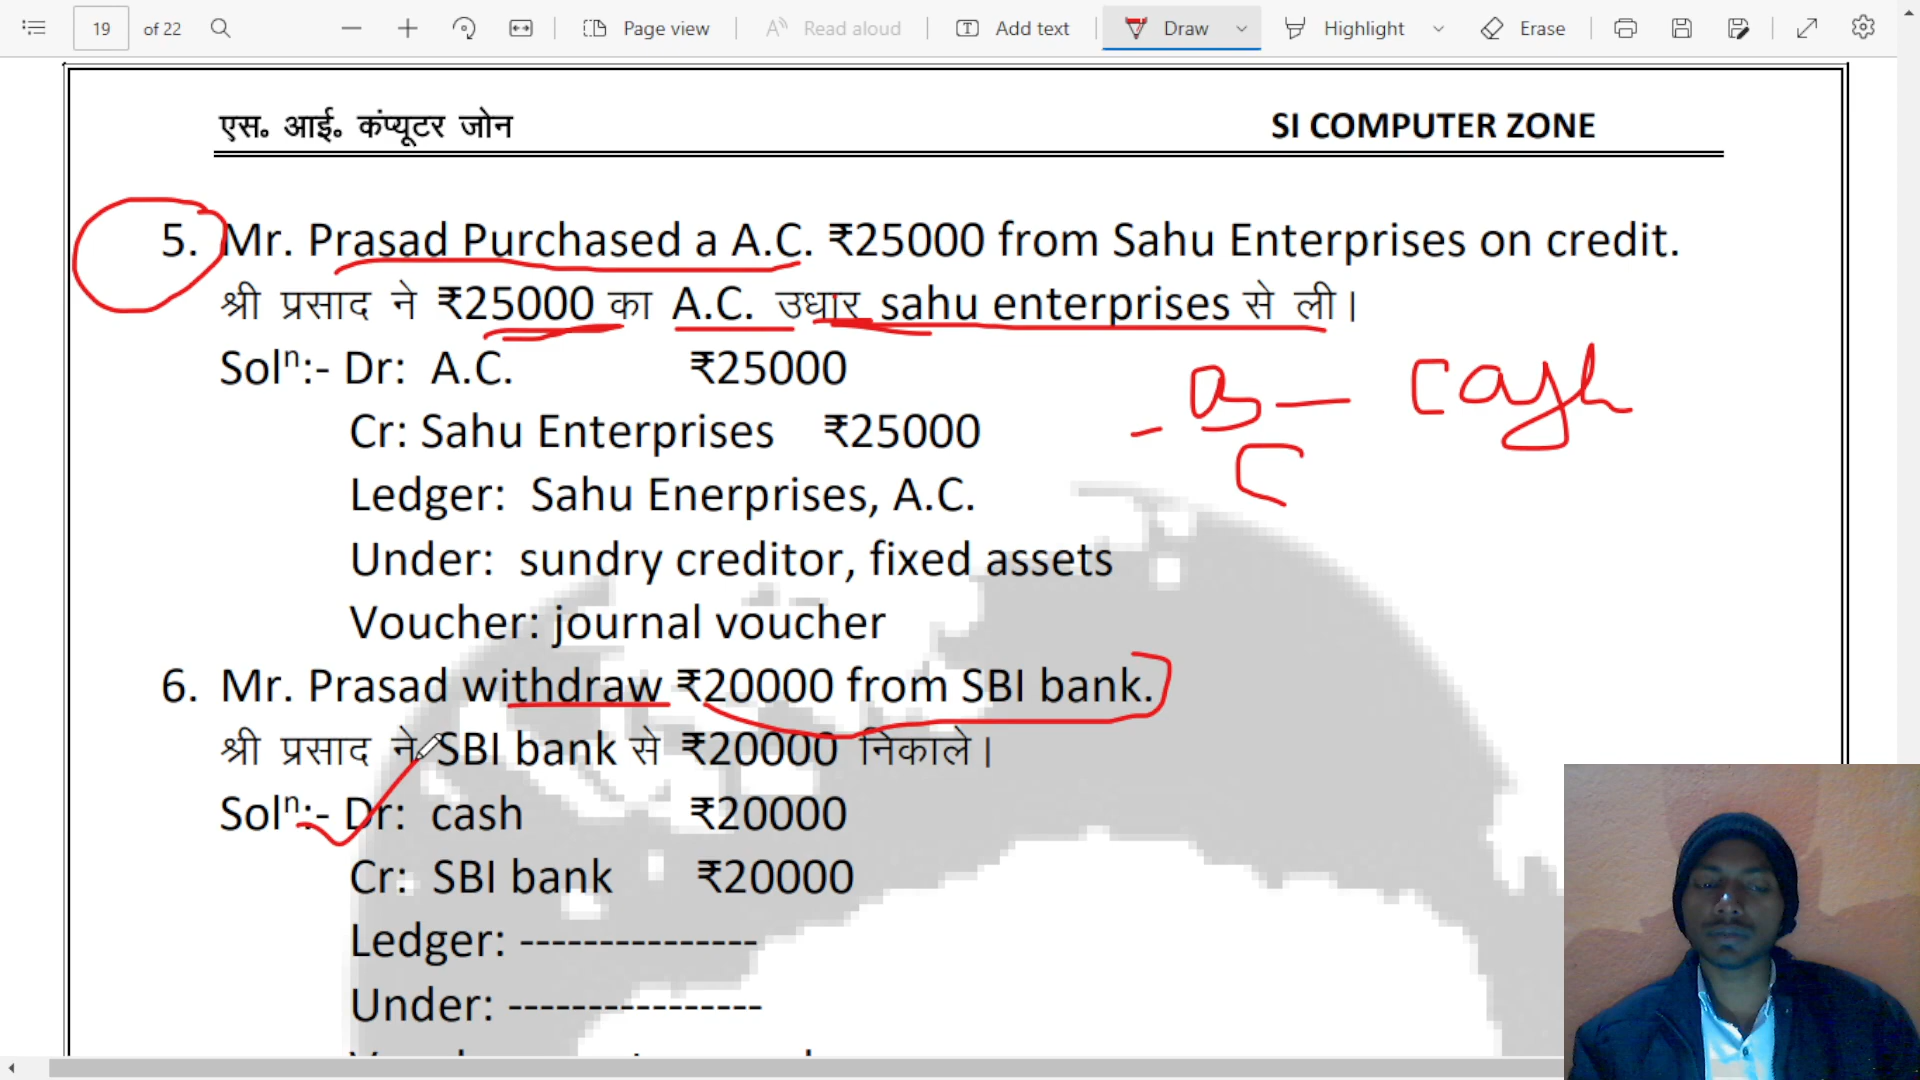 19 of 22 Page view Read aloud Add text Draw Highlight Erase
एस॰ आई॰ कंप्यूटर जोन SI COMPUTER ZONE
5. Mr. Prasad Purchased a A.C. ₹25000 from Sahu Enterprises on credit.
श्री प्रसाद ने ₹25000 का A.C. उधार sahu enterprises से ली।
Solⁿ:- Dr: A.C. ₹25000
- B — cash
Cr: Sahu Enterprises ₹25000
C
Ledger: Sahu Enerprises, A.C.
Under: sundry creditor, fixed assets
Voucher: journal voucher
6. Mr. Prasad withdraw ₹20000 from SBI bank.
श्री प्रसाद ने SBI bank से ₹20000 निकाले।
Solⁿ:- Dr: cash ₹20000
Cr: SBI bank ₹20000
Ledger: ---------------
Under: ----------------